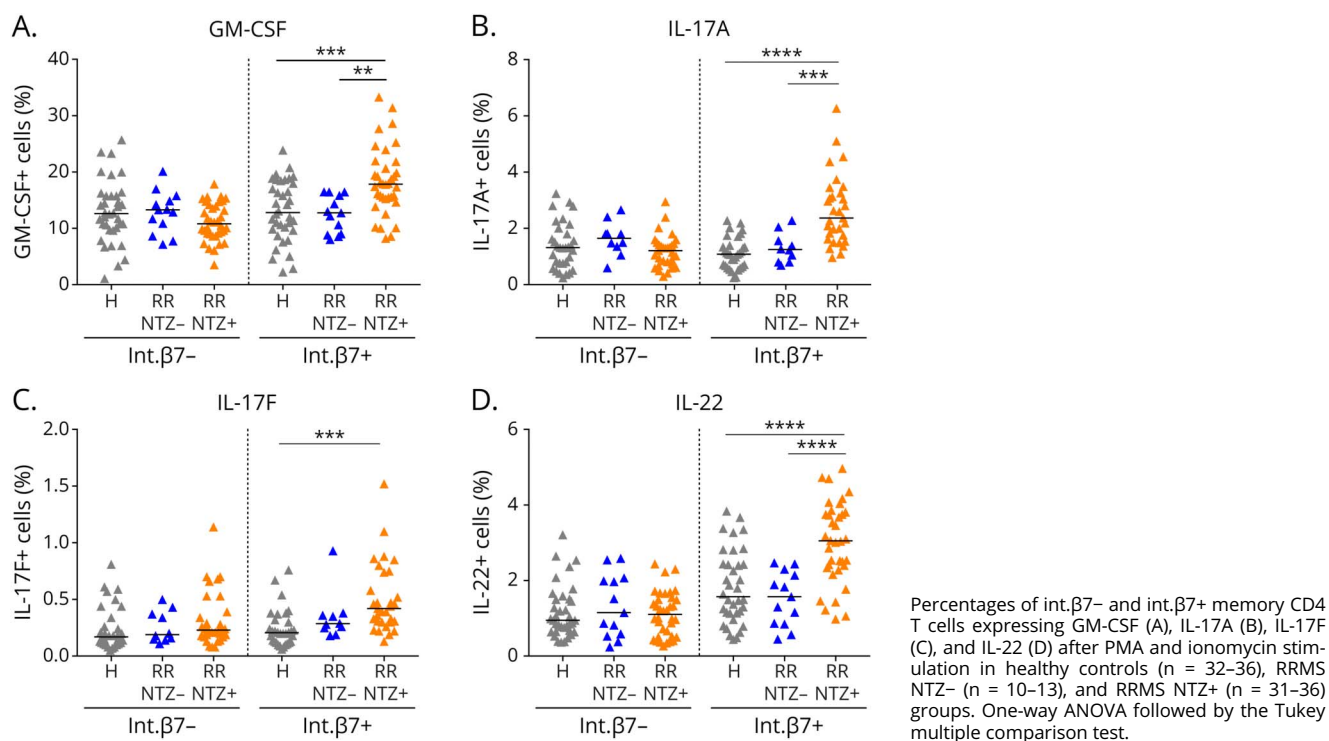 A.
GM-CSF
GM-CSF+ cells (%)
40
30
20
10
0
***
**
H
RR
RR
H
RR
RR
NTZ−
NTZ+
NTZ−
NTZ+
Int.β7−
Int.β7+
B.
IL-17A
IL-17A+ cells (%)
8
6
4
2
0
****
***
H
RR
RR
H
RR
RR
NTZ−
NTZ+
NTZ−
NTZ+
Int.β7−
Int.β7+
C.
IL-17F
IL-17F+ cells (%)
2.0
1.5
1.0
0.5
0.0
***
H
RR
RR
H
RR
RR
NTZ−
NTZ+
NTZ−
NTZ+
Int.β7−
Int.β7+
D.
IL-22
IL-22+ cells (%)
6
4
2
0
****
****
H
RR
RR
H
RR
RR
NTZ−
NTZ+
NTZ−
NTZ+
Int.β7−
Int.β7+
Percentages of int.β7− and int.β7+ memory CD4
T cells expressing GM-CSF (A), IL-17A (B), IL-17F
(C), and IL-22 (D) after PMA and ionomycin stim-
ulation in healthy controls (n = 32–36), RRMS
NTZ− (n = 10–13), and RRMS NTZ+ (n = 31–36)
groups. One-way ANOVA followed by the Tukey
multiple comparison test.